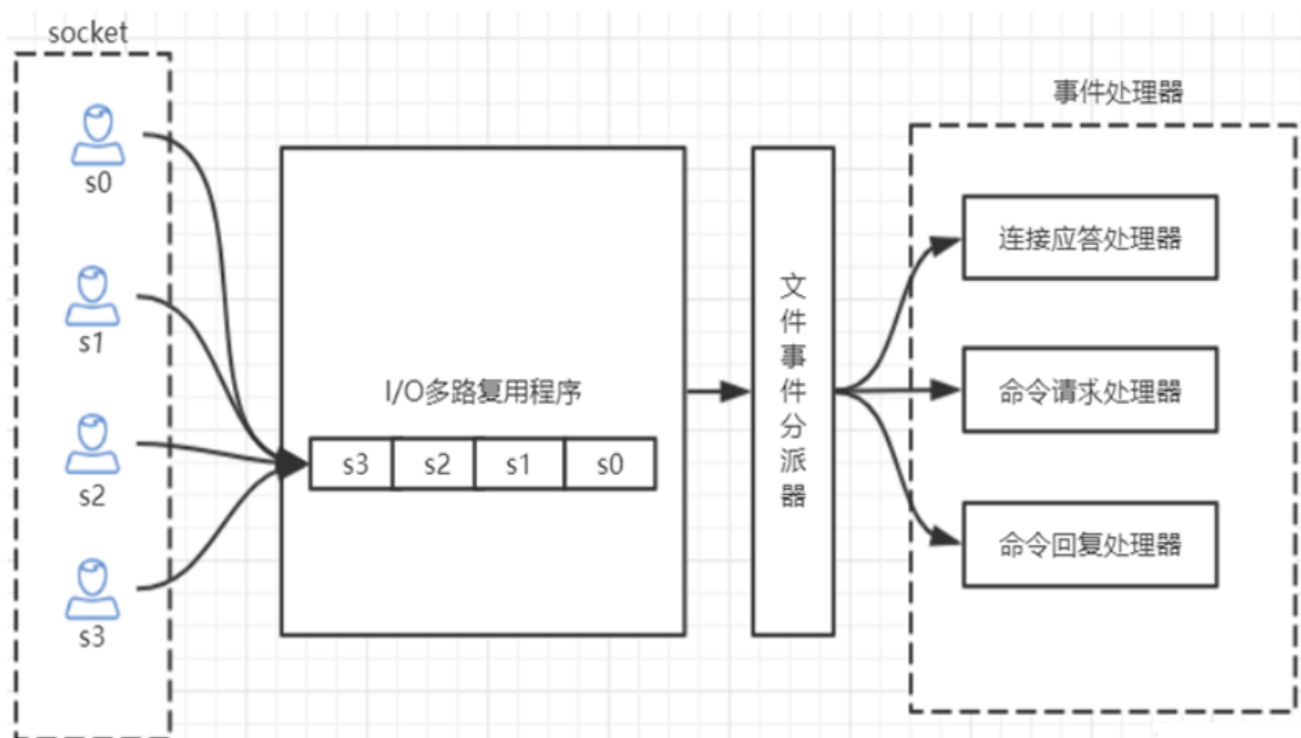 socket
s0
s1
s2
s3
I/O多路复用程序
s3 s2 s1 s0
文件事件分派器
事件处理器
连接应答处理器
命令请求处理器
命令回复处理器